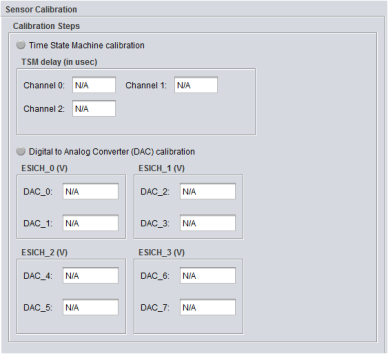 Sensor Calibration
Calibration Steps
Time State Machine calibration
TSM delay (in usec)
Channel 0: N/A Channel 1: N/A
Channel 2: N/A
Digital to Analog Converter (DAC) calibration
ESICH_0 (V) ESICH_1 (V)
DAC_0: N/A DAC_2: N/A
DAC_1: N/A DAC_3: N/A
ESICH_2 (V) ESICH_3 (V)
DAC_4: N/A DAC_6: N/A
DAC_5: N/A DAC_7: N/A